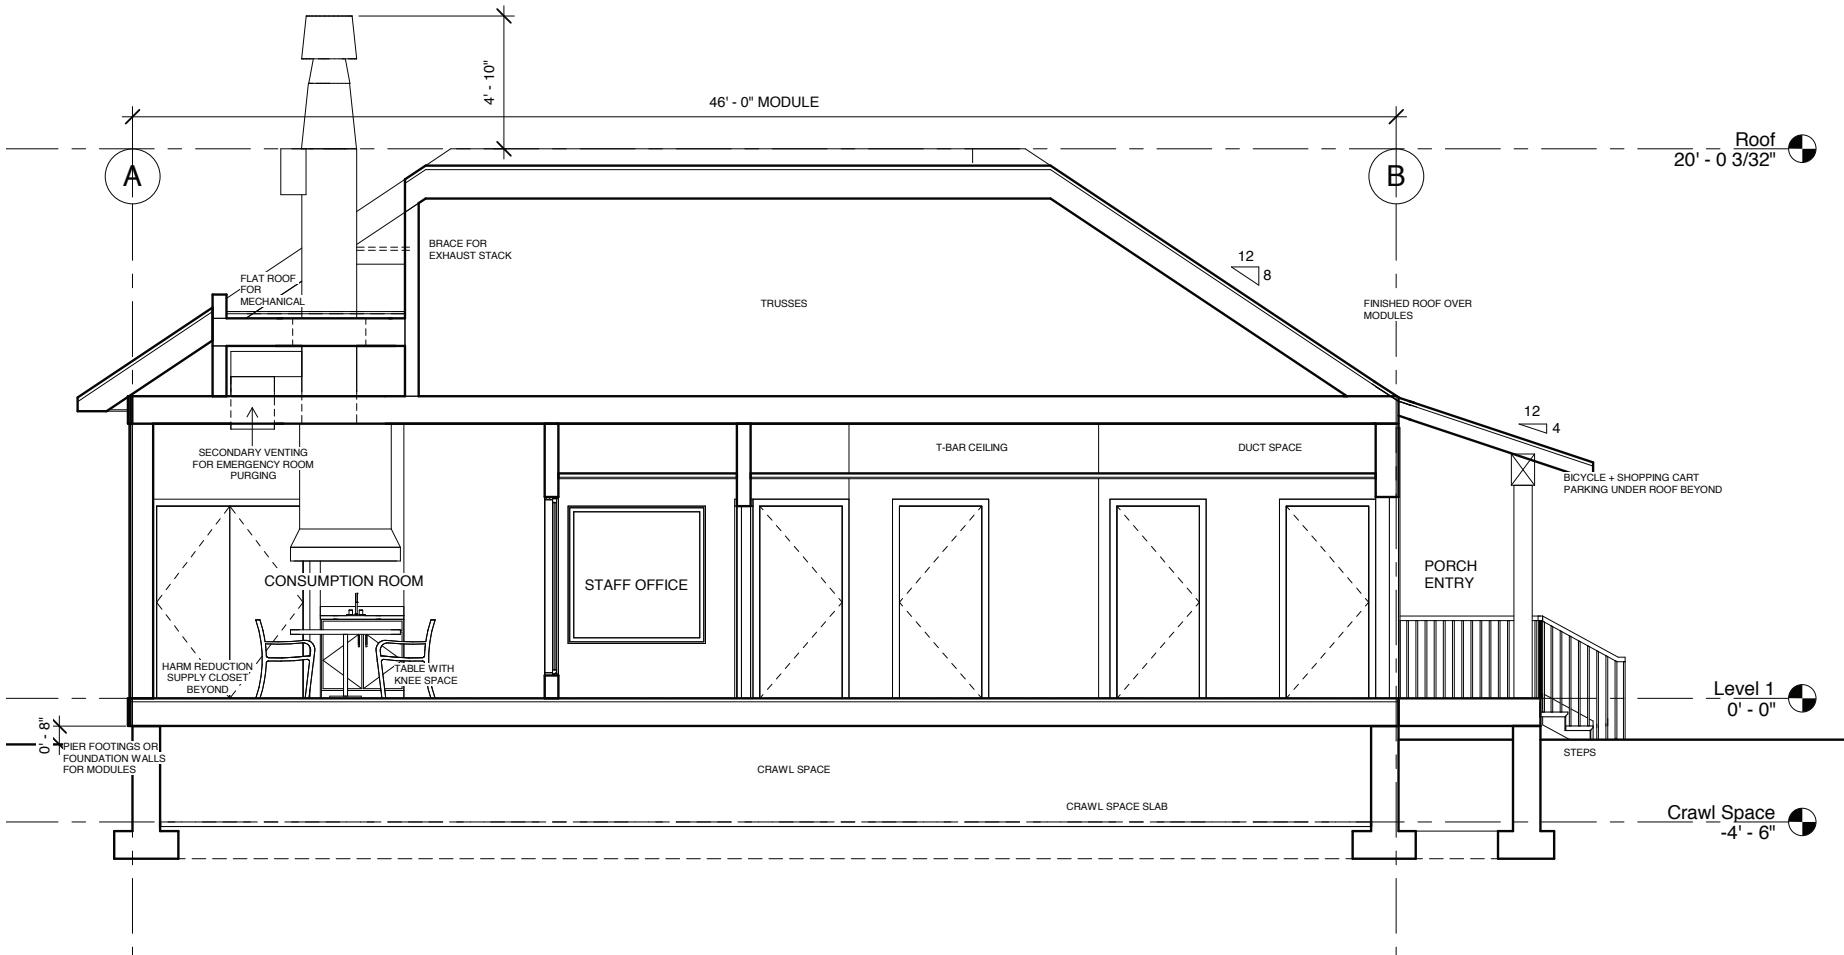 4' - 10"
46' - 0" MODULE
Roof
20' - 0 3/32"
A
B
BRACE FOR
EXHAUST STACK
12
8
FLAT ROOF
FOR
MECHANICAL
TRUSSES
FINISHED ROOF OVER
MODULES
12
4
SECONDARY VENTING
FOR EMERGENCY ROOM
PURGING
T-BAR CEILING
DUCT SPACE
BICYCLE + SHOPPING CART
PARKING UNDER ROOF BEYOND
CONSUMPTION ROOM
STAFF OFFICE
PORCH
ENTRY
HARM REDUCTION
SUPPLY CLOSET
BEYOND
TABLE WITH
KNEE SPACE
Level 1
0' - 0"
0' - 8"
PIER FOOTINGS OR
FOUNDATION WALLS
FOR MODULES
CRAWL SPACE
STEPS
CRAWL SPACE SLAB
Crawl Space
-4' - 6"